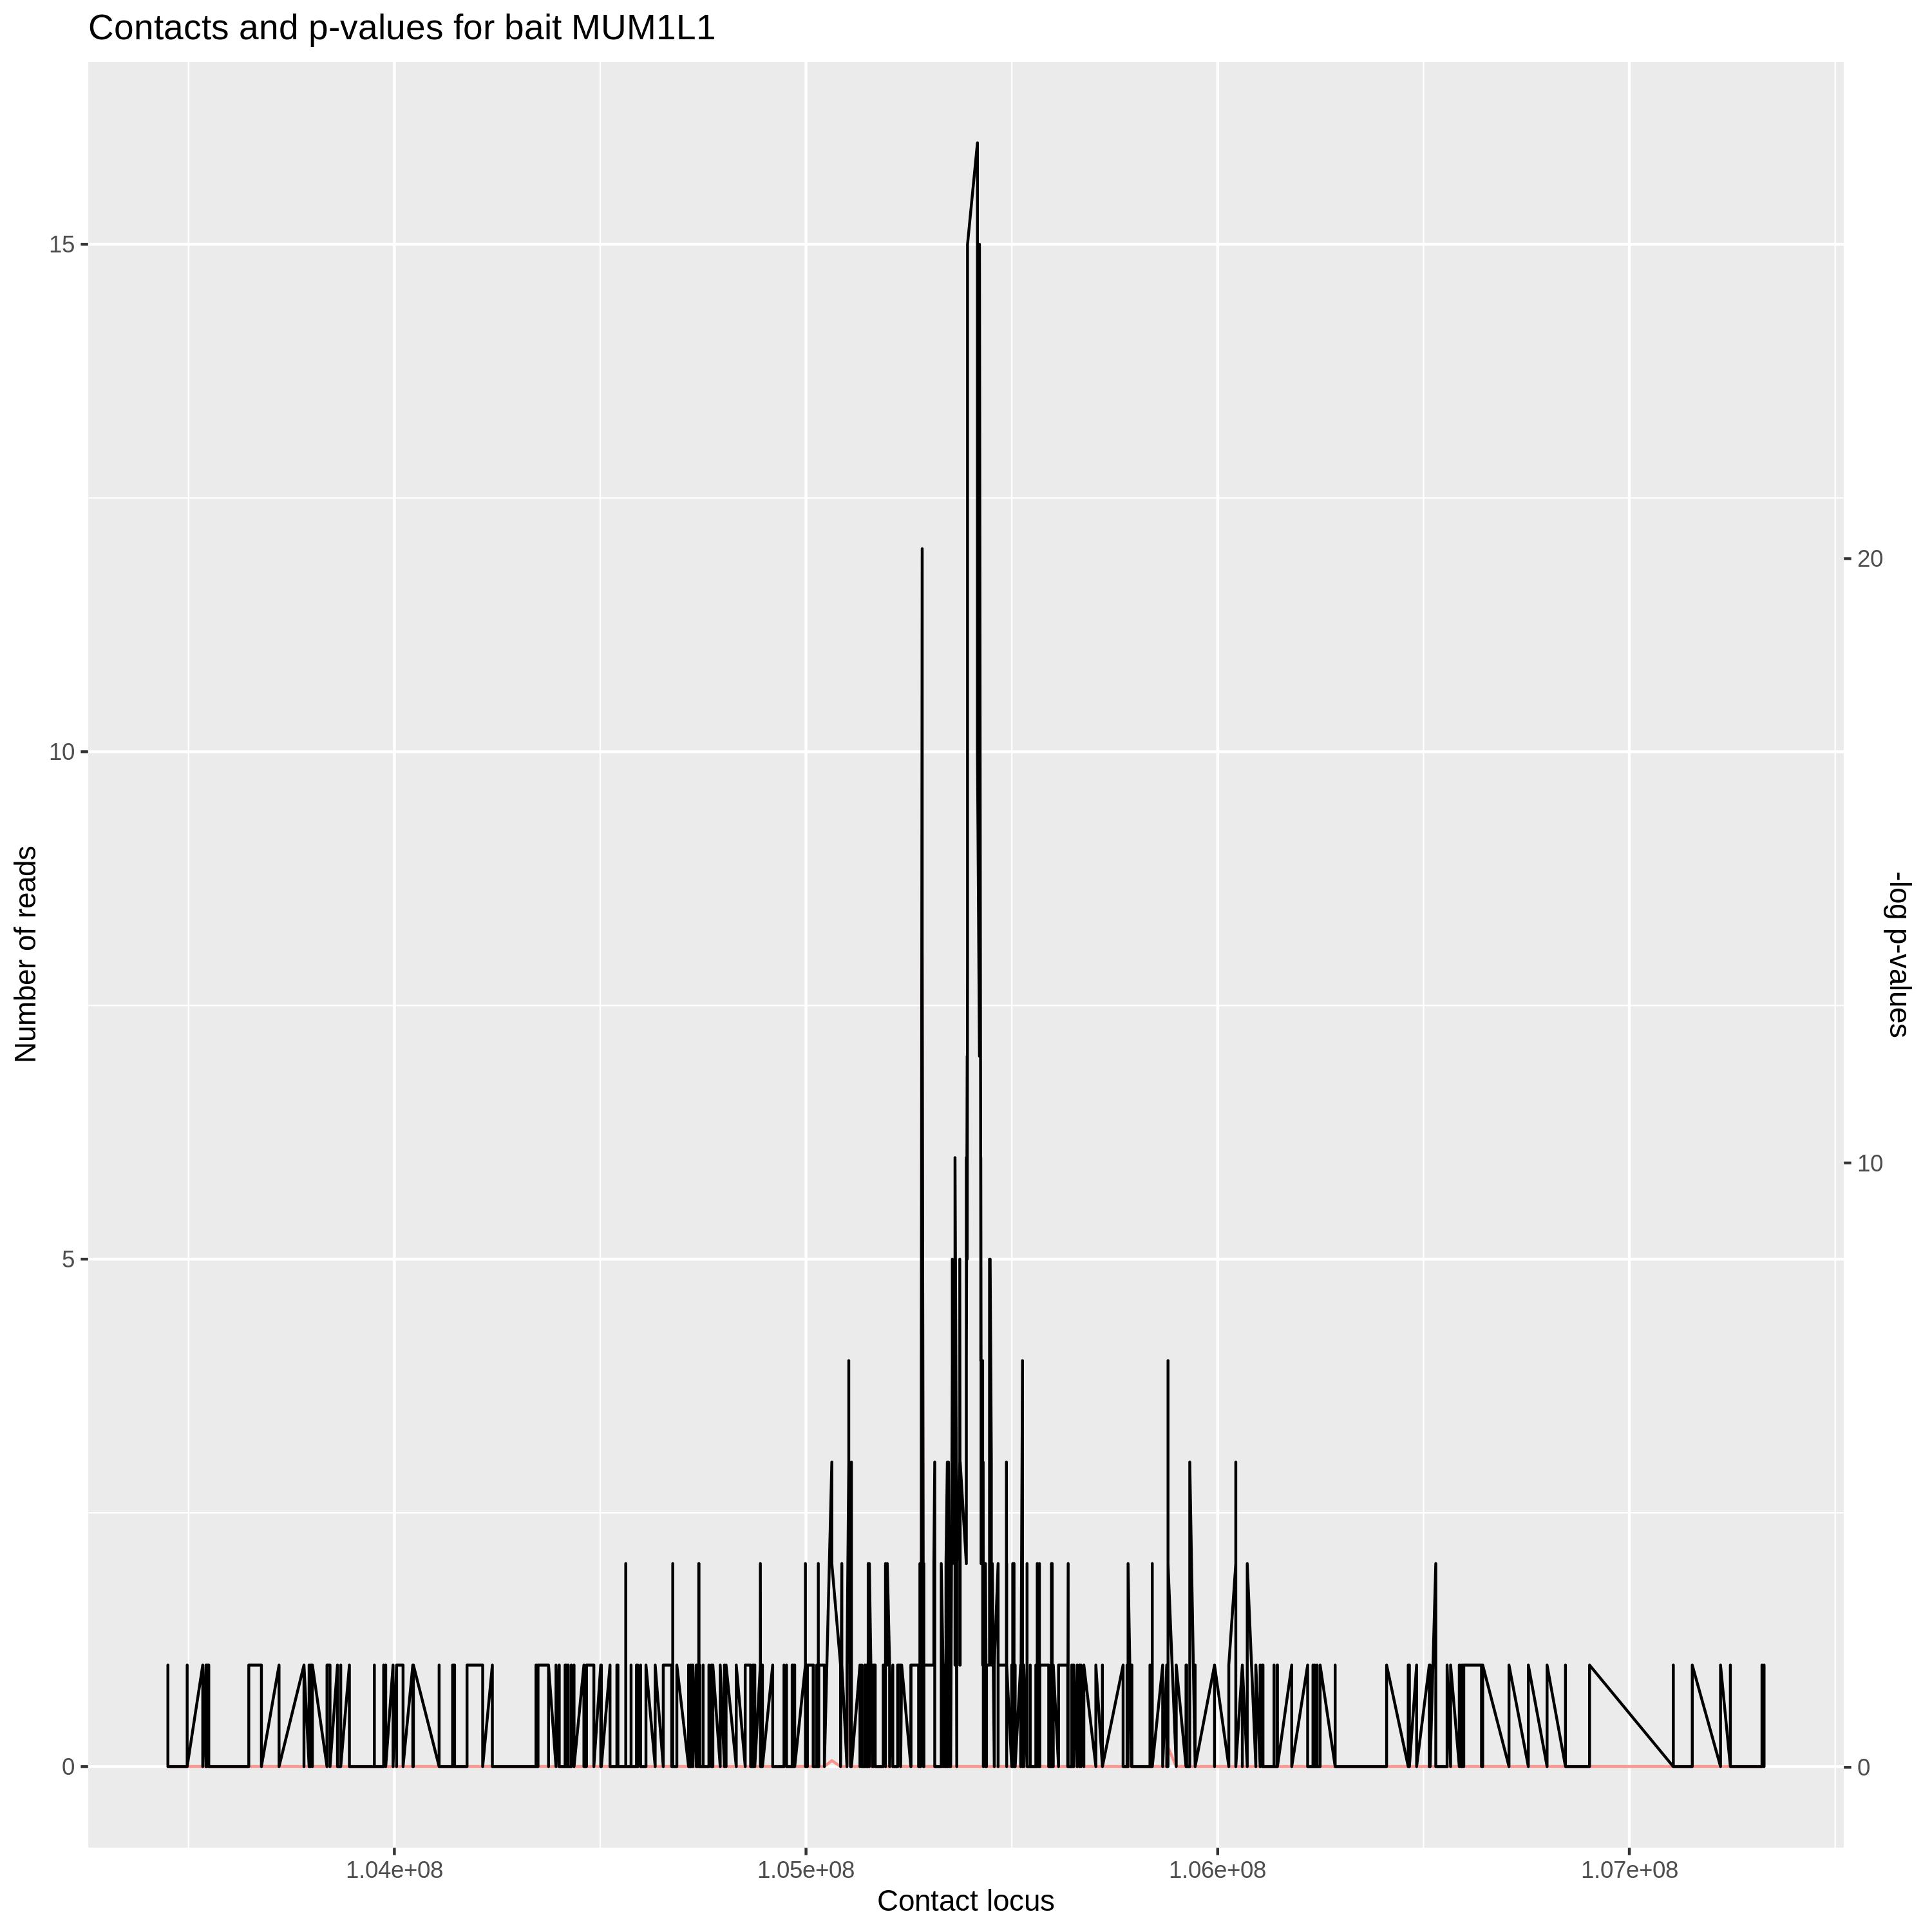 Contacts and p-values for bait MUM1L1
15
10
5
0
Number of reads
20
10
0
-log p-values
1.04e+08 1.05e+08 1.06e+08 1.07e+08
Contact locus